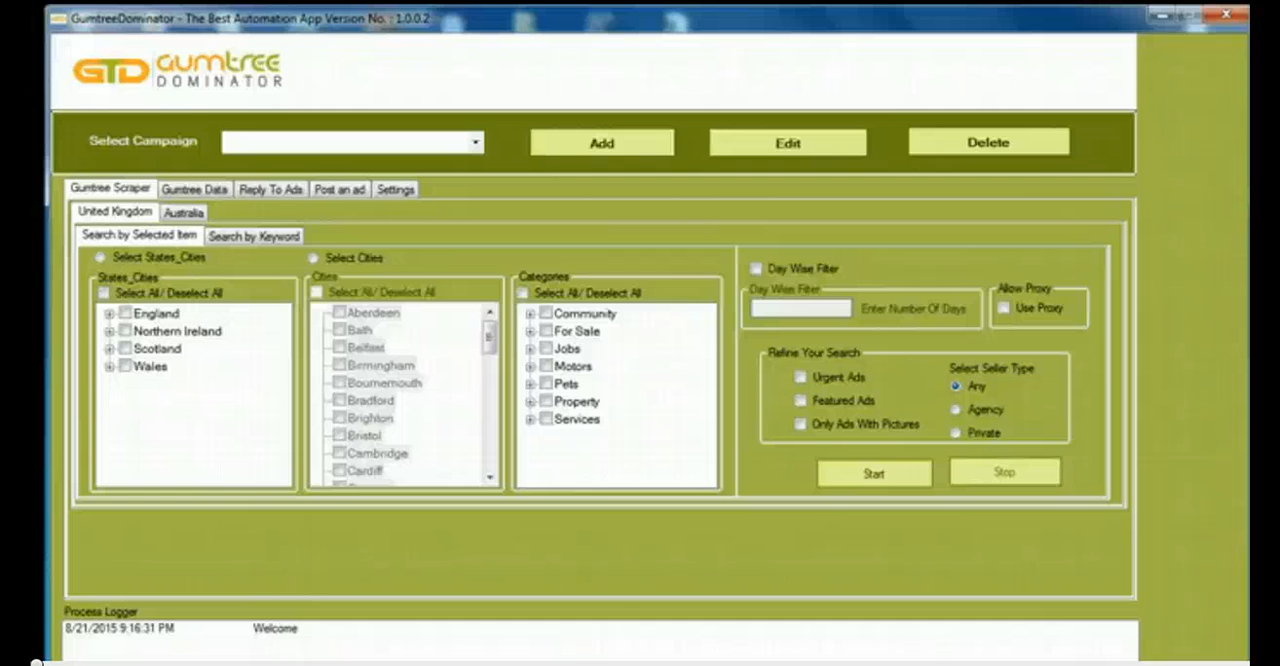 GumtreeDominator - The Best Automation App Version No. : 1.0.0.2
GTD GUMTREE
DOMINATOR
Select Campaign
Add
Edit
Delete
Gumtree Scraper
Gumtree Data
Reply To Ads
Post an ad
Settings
United Kingdom
Australia
Search by Selected Item
Search by Keyword
Select States_Cities
Select Cities
States_Cities
Select All/ Deselect All
England
Northern Ireland
Scotland
Wales
Cities
Select All/ Deselect All
Aberdeen
Bath
Belfast
Birmingham
Bournemouth
Bradford
Brighton
Bristol
Cambridge
Cardiff
Categories
Select All/ Deselect All
Community
For Sale
Jobs
Motors
Pets
Property
Services
Day Wise Filter
Day Wise Filter
Enter Number Of Days
Allow Proxy
Use Proxy
Refine Your Search
Urgent Ads
Featured Ads
Only Ads With Pictures
Select Seller Type
Any
Agency
Private
Start
Stop
Process Logger
8/21/2015 9:16:31 PM Welcome